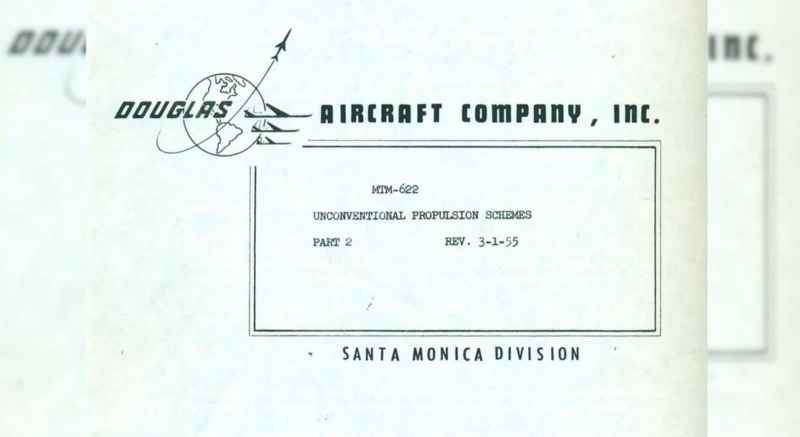 DOUGLAS AIRCRAFT COMPANY, INC.
MTM-622
UNCONVENTIONAL PROPULSION SCHEMES
PART 2 REV. 3-1-55
SANTA MONICA DIVISION